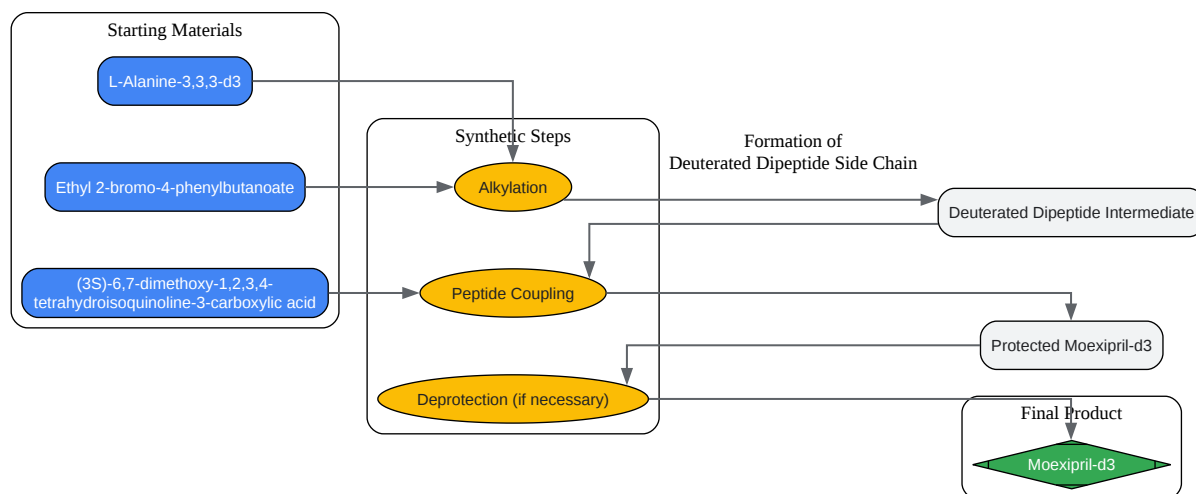 Starting Materials
L-Alanine-3,3,3-d3
Ethyl 2-bromo-4-phenylbutanoate
(3S)-6,7-dimethoxy-1,2,3,4-
tetrahydroisoquinoline-3-carboxylic acid
Synthetic Steps
Alkylation
Peptide Coupling
Deprotection (if necessary)
Formation of
Deuterated Dipeptide Side Chain
Deuterated Dipeptide Intermediate
Protected Moexipril-d3
Final Product
Moexipril-d3